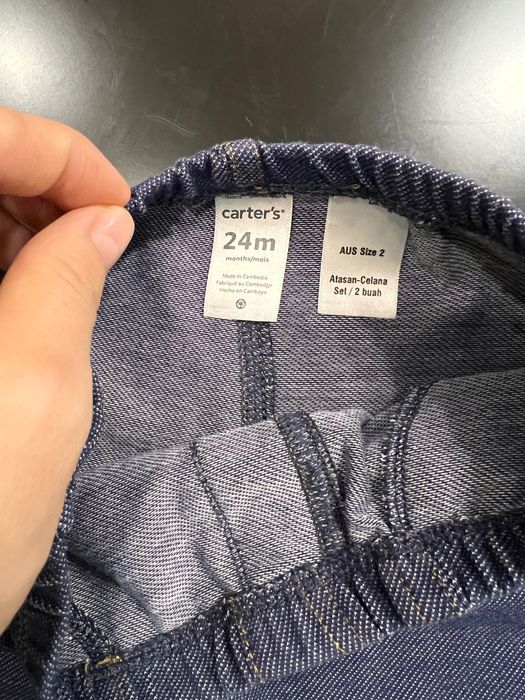 carter's®
24m
months/mois
Made in Cambodia
Fabriqué au Cambodge
Hecho en Camboya
AUS Size 2
Atasan-Celana
Set / 2 buah